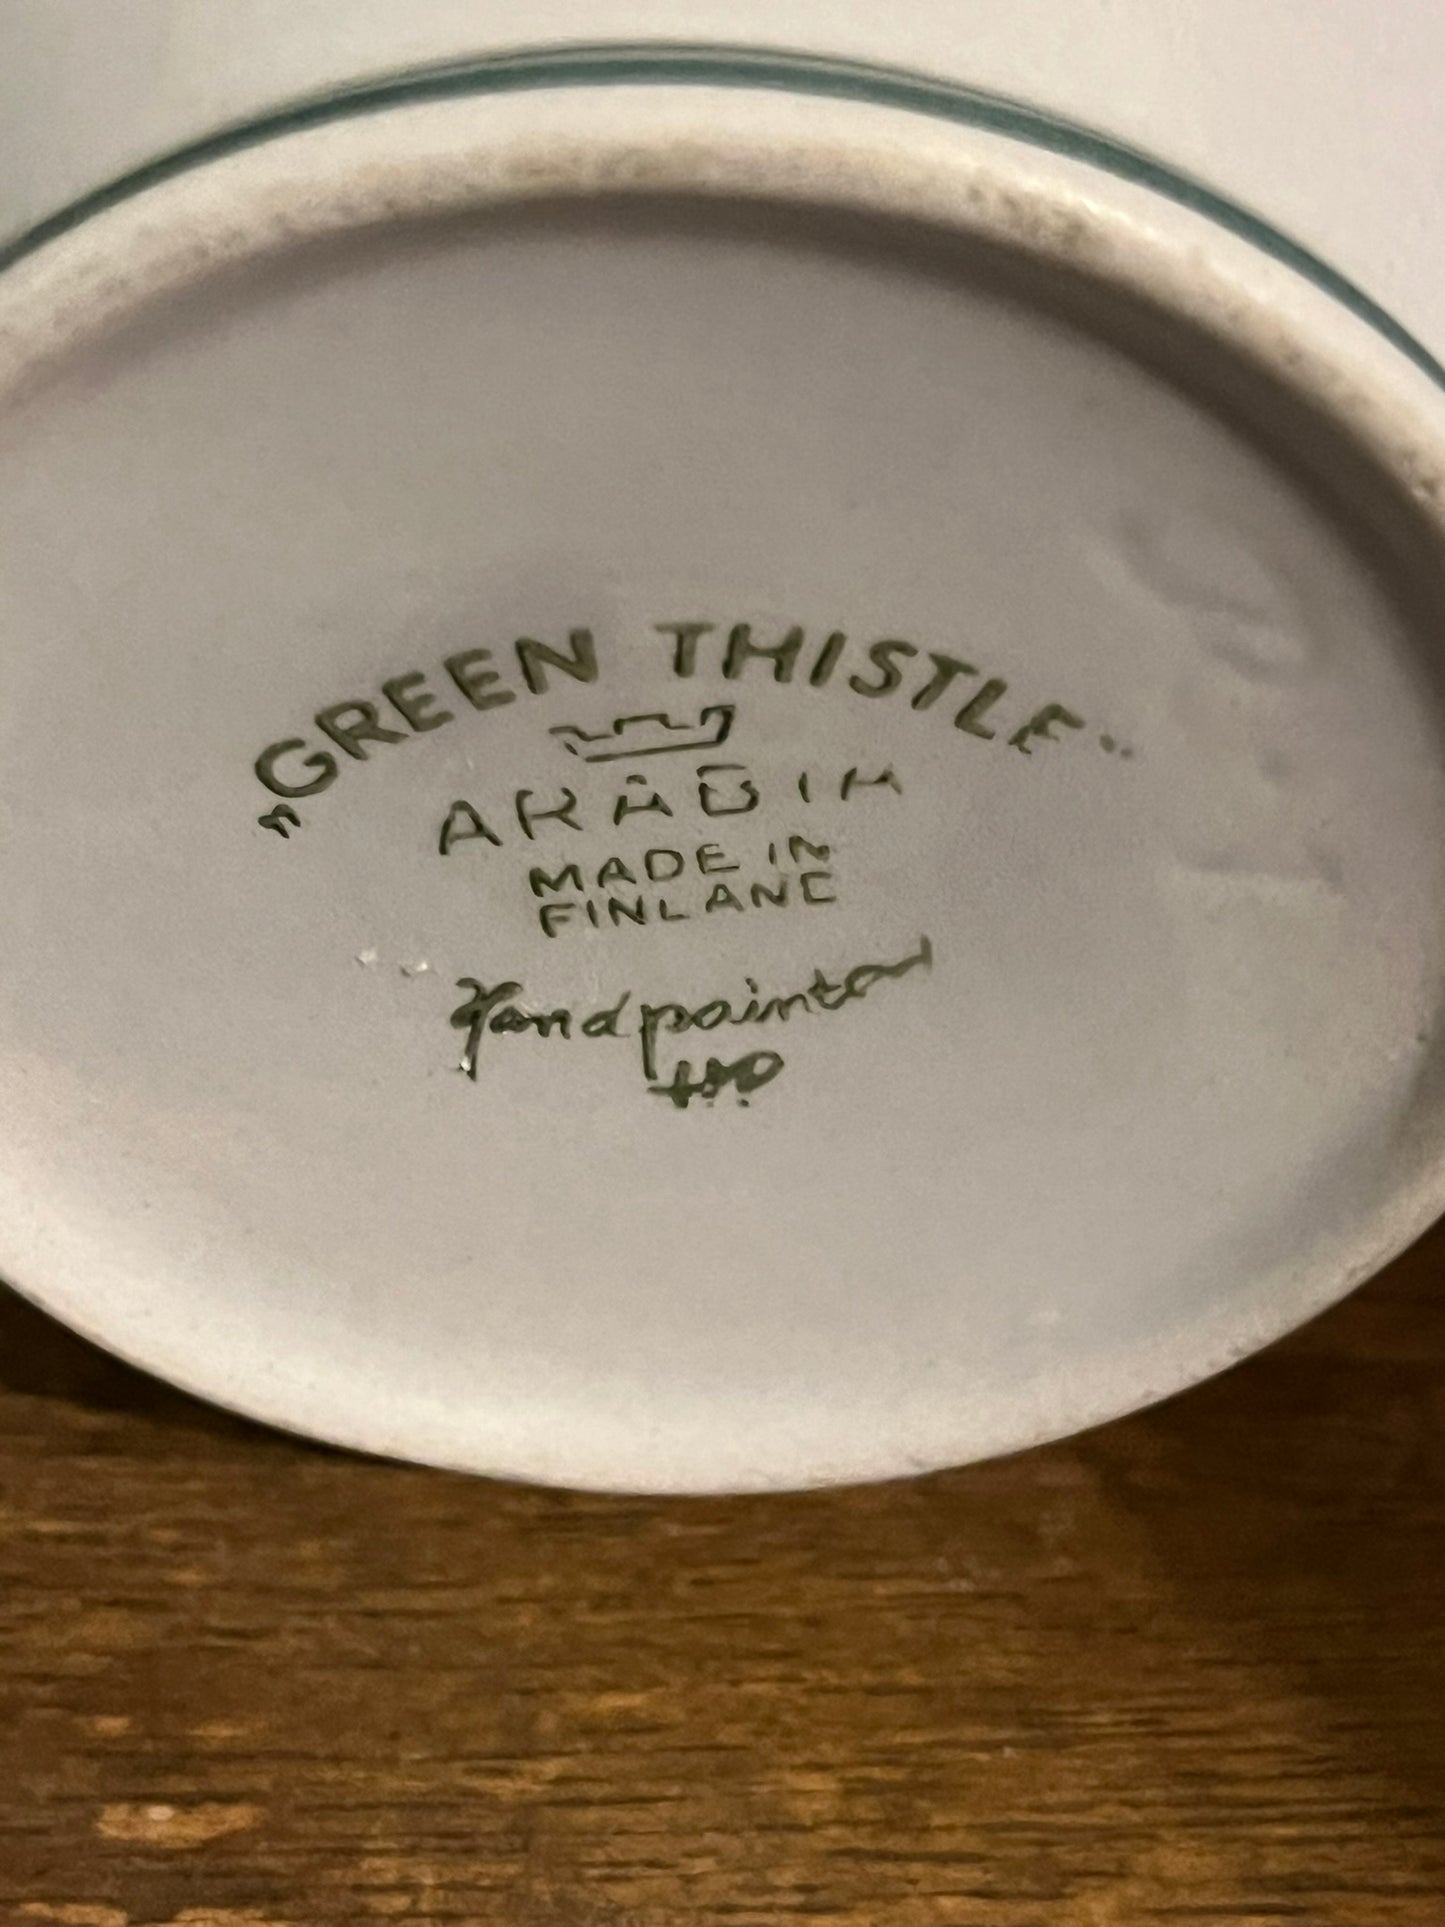 „GREEN THISTLE”
ARABIA
MADE IN
FINLAND
Handpainted